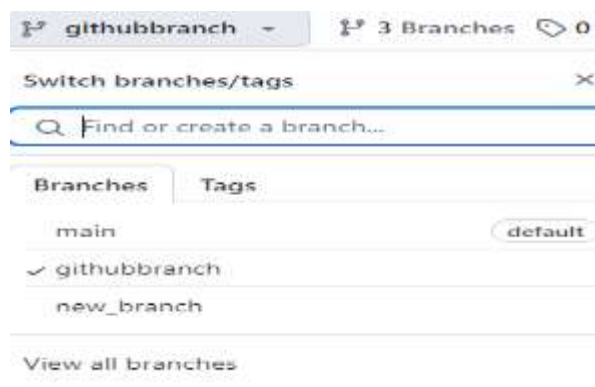 githubbranch 3 Branches 0
Switch branches/tags
Find or create a branch...
Branches Tags
main default
githubbranch
new_branch
View all branches